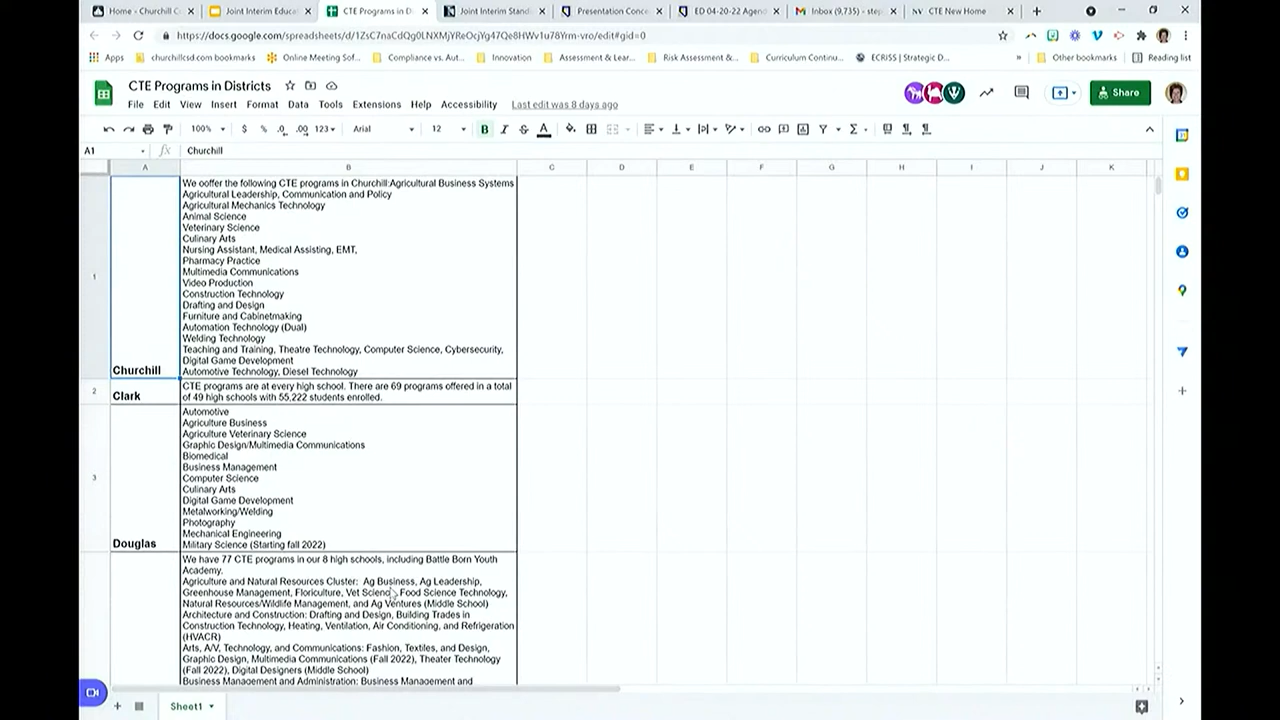 Home - Churchill C
Joint Interim Educa
CTE Programs in D
Joint Interim Stand
Presentation Conce
ED 04-20-22 Agend
Inbox (9,735) - step
NV CTE New Home
Apps
churchillcsd.com bookmarks
Online Meeting Sof...
Compliance vs. Aut...
Innovation
Assessment & Lear...
Risk Assessment &...
Curriculum Continu...
ECRISS | Strategic D...
»
Other bookmarks
Reading list
CTE Programs in Districts
File Edit View Insert Format Data Tools Extensions Help Accessibility Last edit was 8 days ago
Share
100% $ % .0 .00 123 Arial 12 B I S A
A1 fx Churchill
A B C D E F G H I J K
1
Churchill
We ooffer the following CTE programs in Churchill:Agricultural Business Systems
Agricultural Leadership, Communication and Policy
Agricultural Mechanics Technology
Animal Science
Veterinary Science
Culinary Arts
Nursing Assistant, Medical Assisting, EMT,
Pharmacy Practice
Multimedia Communications
Video Production
Construction Technology
Drafting and Design
Furniture and Cabinetmaking
Automation Technology (Dual)
Welding Technology
Teaching and Training, Theatre Technology, Computer Science, Cybersecurity,
Digital Game Development
Automotive Technology, Diesel Technology
2
Clark
CTE programs are at every high school. There are 69 programs offered in a total
of 49 high schools with 55,222 students enrolled.
3
Douglas
Automotive
Agriculture Business
Agriculture Veterinary Science
Graphic Design/Multimedia Communications
Biomedical
Business Management
Computer Science
Culinary Arts
Digital Game Development
Metalworking/Welding
Photography
Mechanical Engineering
Military Science (Starting fall 2022)
We have 77 CTE programs in our 8 high schools, including Battle Born Youth
Academy.
Agriculture and Natural Resources Cluster: Ag Business, Ag Leadership,
Greenhouse Management, Floriculture, Vet Science, Food Science Technology,
Natural Resources/Wildlife Management, and Ag Ventures (Middle School)
Architecture and Construction: Drafting and Design, Building Trades in
Construction Technology, Heating, Ventilation, Air Conditioning, and Refrigeration
(HVACR)
Arts, A/V, Technology, and Communications: Fashion, Textiles, and Design,
Graphic Design, Multimedia Communications (Fall 2022), Theater Technology
(Fall 2022), Digital Designers (Middle School)
Business Management and Administration: Business Management and
Sheet1